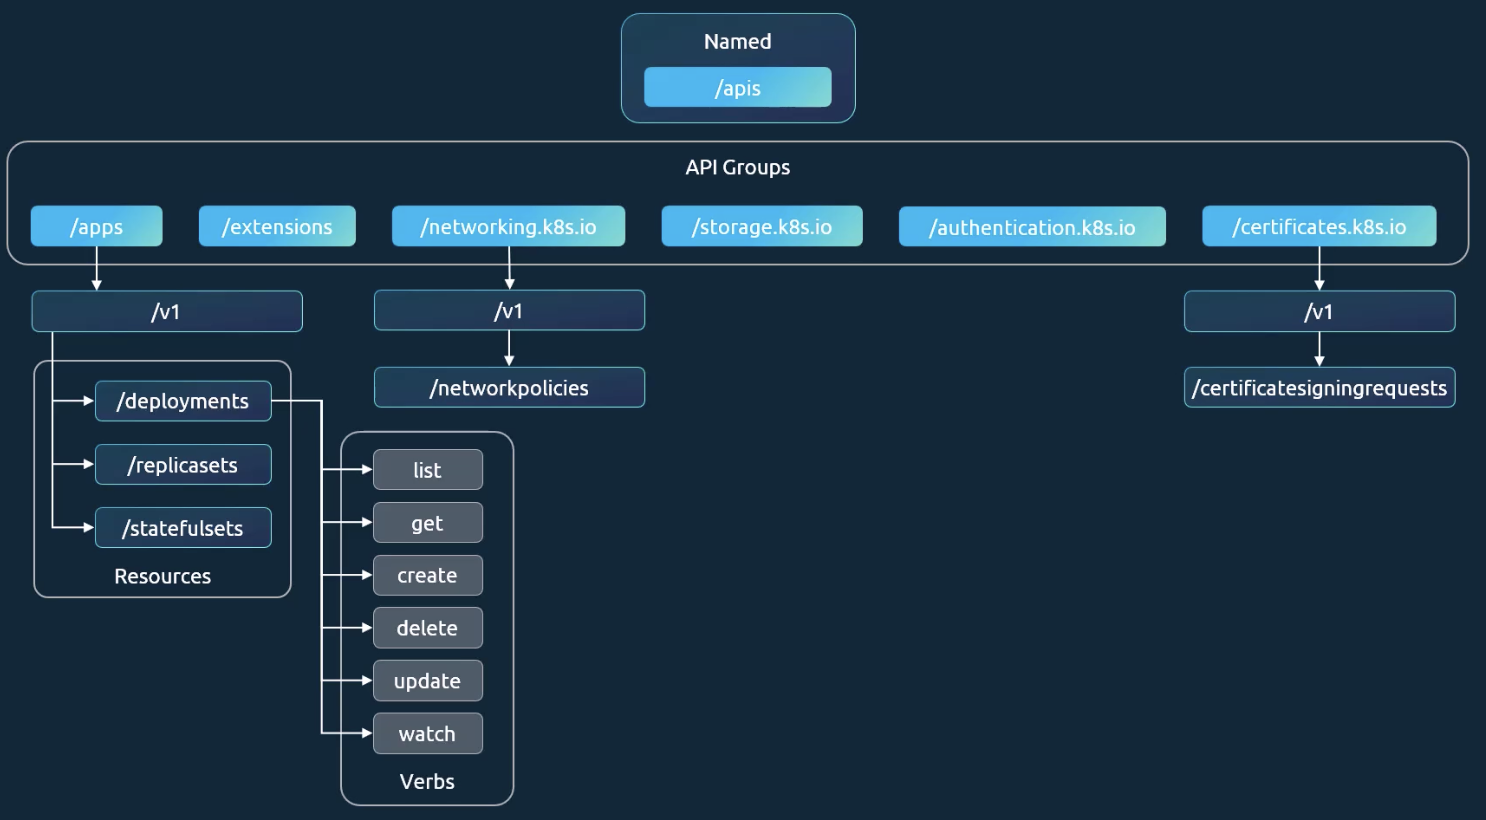 Named
/apis
API Groups
/apps
/extensions
/networking.k8s.io
/storage.k8s.io
/authentication.k8s.io
/certificates.k8s.io
/v1
/v1
/v1
/deployments
/replicasets
/statefulsets
Resources
/networkpolicies
/certificatesigningrequests
list
get
create
delete
update
watch
Verbs